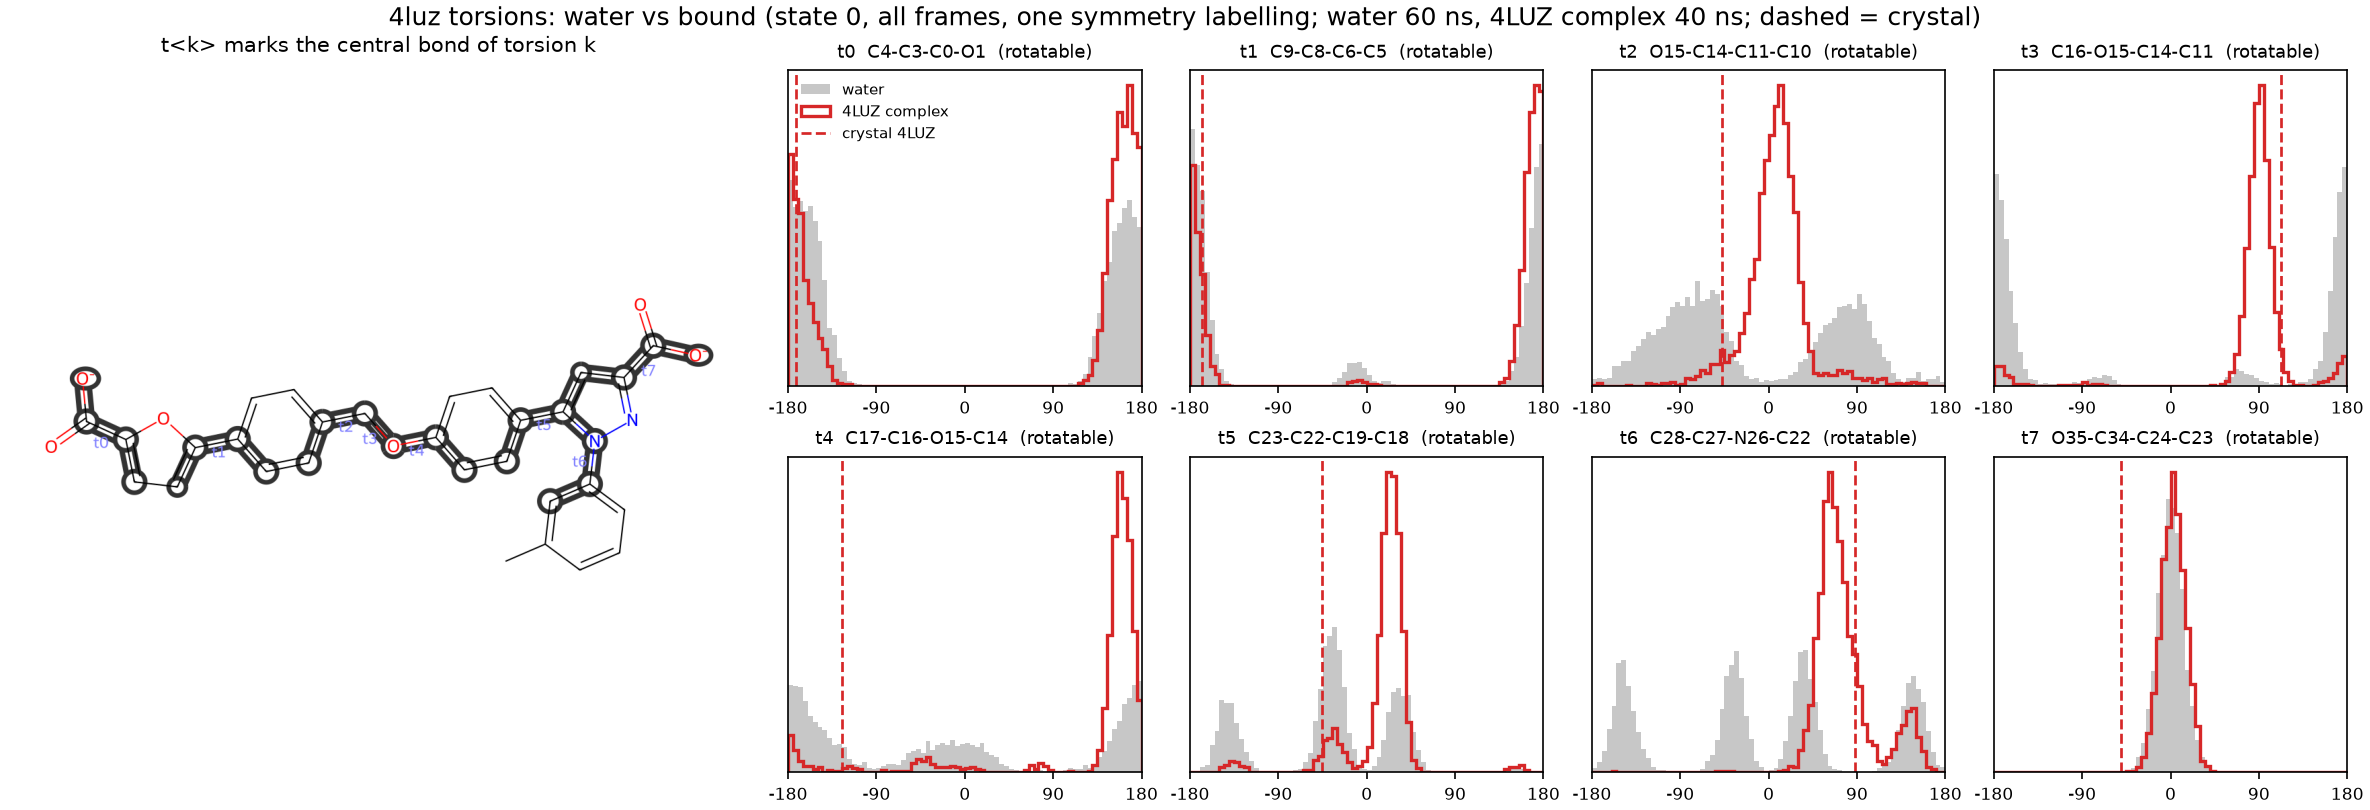 4luz torsions: water vs bound (state 0, all frames, one symmetry labelling; water 60 ns, 4LUZ complex 40 ns; dashed = crystal)
t<k> marks the central bond of torsion k
O⁻
O
t0
O
t1
t2
t3
O
t4
t5
t6
N
N
O
O⁻
t7
t0 C4-C3-C0-O1 (rotatable)
water
4LUZ complex
crystal 4LUZ
-180 -90 0 90 180
t1 C9-C8-C6-C5 (rotatable)
-180 -90 0 90 180
t2 O15-C14-C11-C10 (rotatable)
-180 -90 0 90 180
t3 C16-O15-C14-C11 (rotatable)
-180 -90 0 90 180
t4 C17-C16-O15-C14 (rotatable)
-180 -90 0 90 180
t5 C23-C22-C19-C18 (rotatable)
-180 -90 0 90 180
t6 C28-C27-N26-C22 (rotatable)
-180 -90 0 90 180
t7 O35-C34-C24-C23 (rotatable)
-180 -90 0 90 180